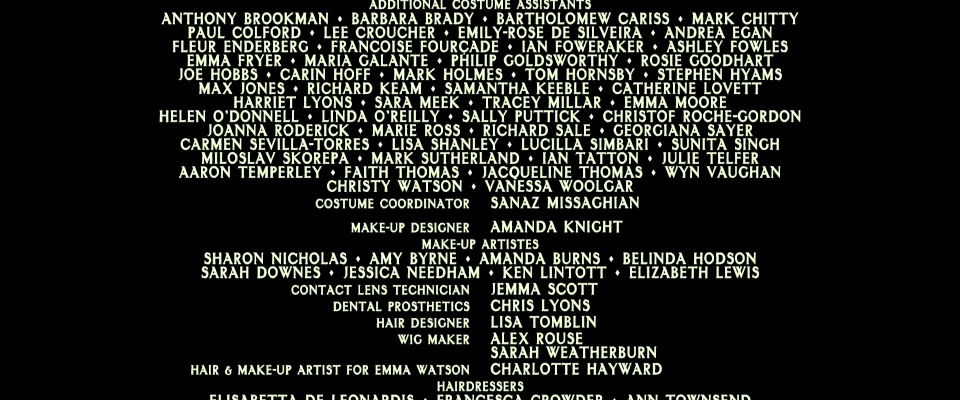 ADDITIONAL COSTUME ASSISTANTS
ANTHONY BROOKMAN • BARBARA BRADY • BARTHOLOMEW CARISS • MARK CHITTY
PAUL COLFORD • LEE CROUCHER • EMILY-ROSE DE SILVEIRA • ANDREA EGAN
FLEUR ENDERBERG • FRANCOISE FOURCADE • IAN FOWERAKER • ASHLEY FOWLES
EMMA FRYER • MARIA GALANTE • PHILIP GOLDSWORTHY • ROSIE GOODHART
JOE HOBBS • CARIN HOFF • MARK HOLMES • TOM HORNSBY • STEPHEN HYAMS
MAX JONES • RICHARD KEAM • SAMANTHA KEEBLE • CATHERINE LOVETT
HARRIET LYONS • SARA MEEK • TRACEY MILLAR • EMMA MOORE
HELEN O'DONNELL • LINDA O'REILLY • SALLY PUTTICK • CHRISTOF ROCHE-GORDON
JOANNA RODERICK • MARIE ROSS • RICHARD SALE • GEORGIANA SAYER
CARMEN SEVILLA-TORRES • LISA SHANLEY • LUCILLA SIMBARI • SUNITA SINGH
MILOSLAV SKOREPA • MARK SUTHERLAND • IAN TATTON • JULIE TELFER
AARON TEMPERLEY • FAITH THOMAS • JACQUELINE THOMAS • WYN VAUGHAN
CHRISTY WATSON • VANESSA WOOLGAR
COSTUME COORDINATOR SANAZ MISSAGHIAN
MAKE-UP DESIGNER AMANDA KNIGHT
MAKE-UP ARTISTES
SHARON NICHOLAS • AMY BYRNE • AMANDA BURNS • BELINDA HODSON
SARAH DOWNES • JESSICA NEEDHAM • KEN LINTOTT • ELIZABETH LEWIS
CONTACT LENS TECHNICIAN JEMMA SCOTT
DENTAL PROSTHETICS CHRIS LYONS
HAIR DESIGNER LISA TOMBLIN
WIG MAKER ALEX ROUSE
SARAH WEATHERBURN
HAIR & MAKE-UP ARTIST FOR EMMA WATSON CHARLOTTE HAYWARD
HAIRDRESSERS
ELISABETTA DE LEONARDIS • FRANCESCA CROWDER • ANN TOWNSEND